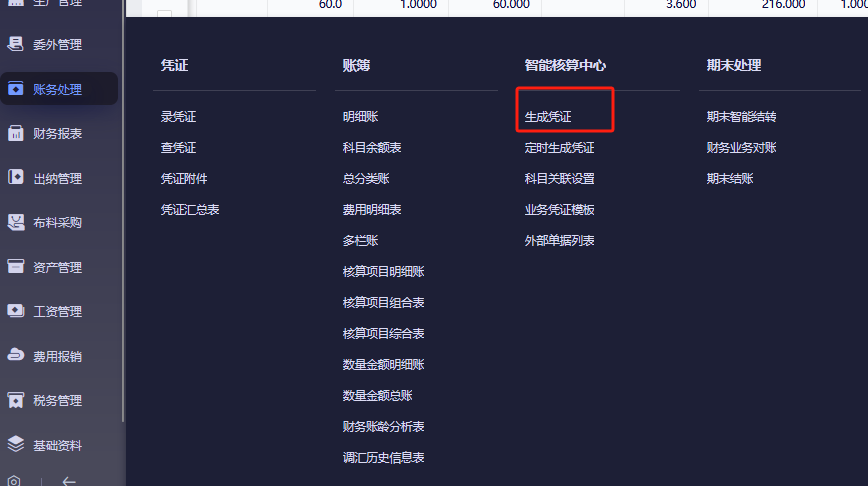 生产管理
60.0 1.0000 60.000 3.600 216.000
委外管理
账务处理
财务报表
出纳管理
布料采购
资产管理
工资管理
费用报销
税务管理
基础资料
凭证
录凭证
查凭证
凭证附件
凭证汇总表
账簿
明细账
科目余额表
总分类账
费用明细表
多栏账
核算项目明细账
核算项目组合表
核算项目综合表
数量金额明细账
数量金额总账
财务账龄分析表
调汇历史信息表
智能核算中心
生成凭证
定时生成凭证
科目关联设置
业务凭证模板
外部单据列表
期末处理
期末智能结转
财务业务对账
期末结账